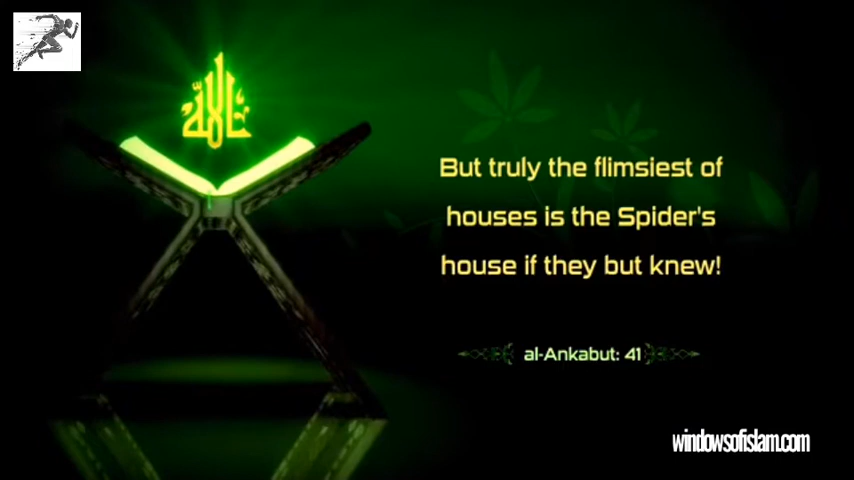 الله
But truly the flimsiest of
houses is the Spider's
house if they but knew!
al-Ankabut: 41
windowsofislam.com